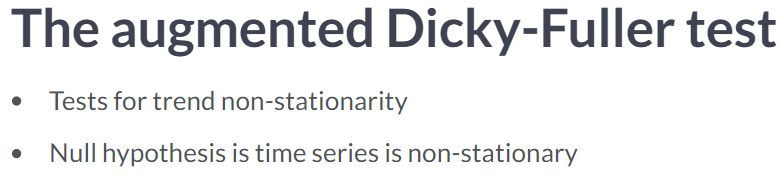 The augmented Dicky-Fuller test
• Tests for trend non-stationarity
• Null hypothesis is time series is non-stationary